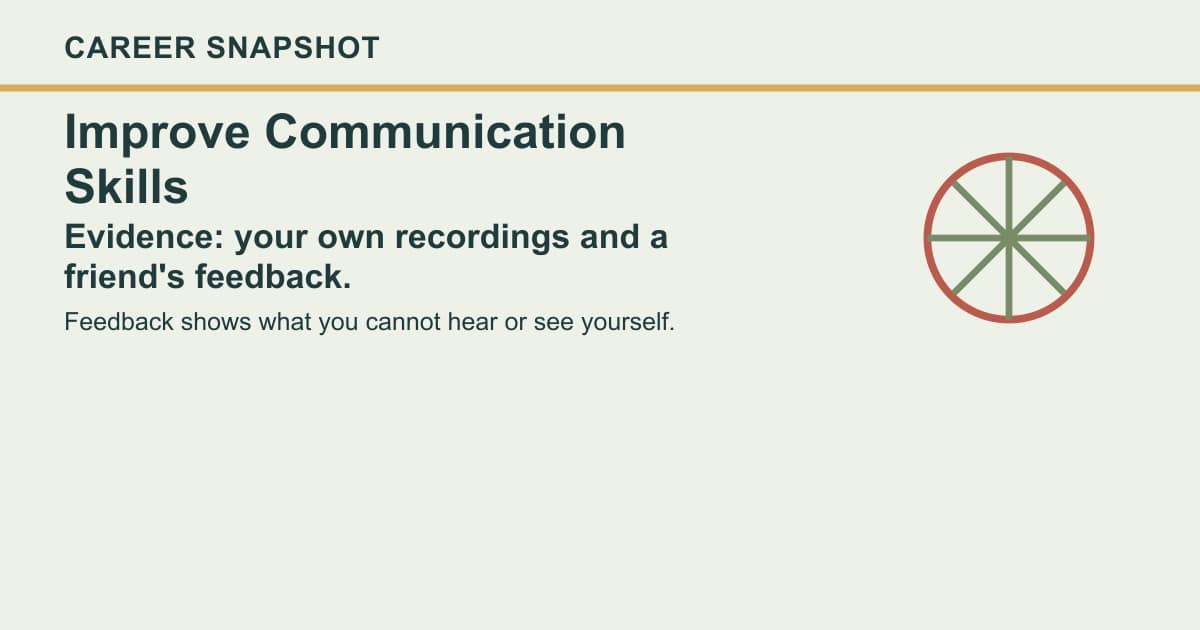 CAREER SNAPSHOT
Improve Communication
Skills
Evidence: your own recordings and a
friend's feedback.
Feedback shows what you cannot hear or see yourself.